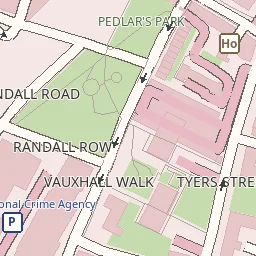 PEDLAR'S PARK
Ho
NDALL ROAD
RANDALL ROW
VAUXHALL WALK
TYERS STRE
onal Crime Agency
P